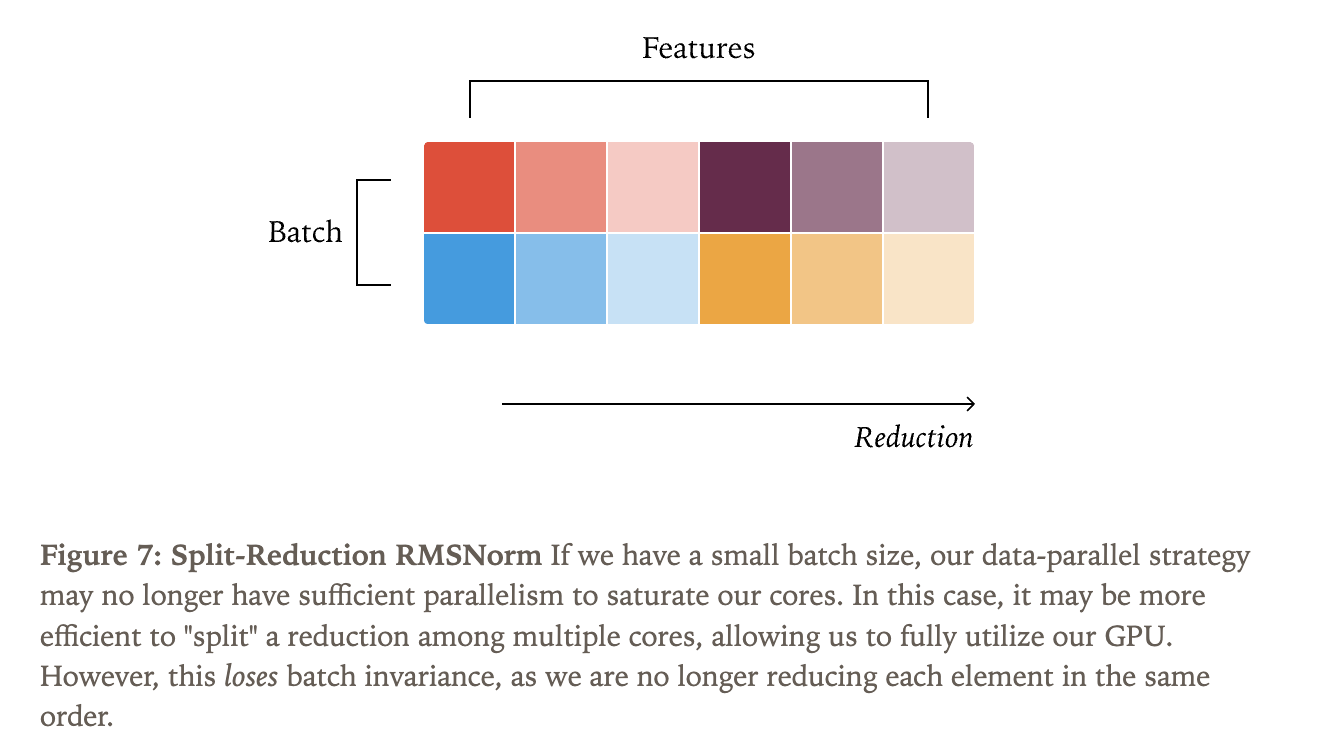 Features
Batch
Reduction
Figure 7: Split-Reduction RMSNorm If we have a small batch size, our data-parallel strategy
may no longer have sufficient parallelism to saturate our cores. In this case, it may be more
efficient to "split" a reduction among multiple cores, allowing us to fully utilize our GPU.
However, this loses batch invariance, as we are no longer reducing each element in the same
order.